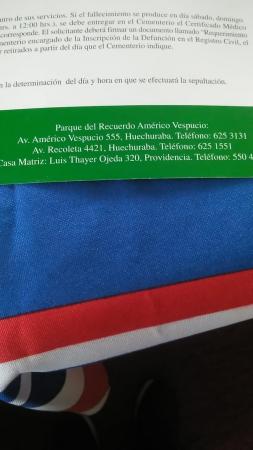 uro de sus servicios. Si el fallecimiento se produce en día sábado, domingo
rs. a 12:00 hrs.), se debe entregar en el Cementerio el Certificado Médico
corresponde. El solicitante deberá firmar un documento llamado "Requerimiento
menterio encargado de la Inscripción de la Defunción en el Registro Civil, el
r retirados a partir del día que el Cementerio indique.
n la determinación del día y hora en que se efectuará la sepultación.
Parque del Recuerdo Américo Vespucio:
Av. Américo Vespucio 555, Huechuraba. Teléfono: 625 3131
Av. Recoleta 4421, Huechuraba. Teléfono: 625 1551
Casa Matriz: Luis Thayer Ojeda 320, Providencia. Teléfono: 550 4